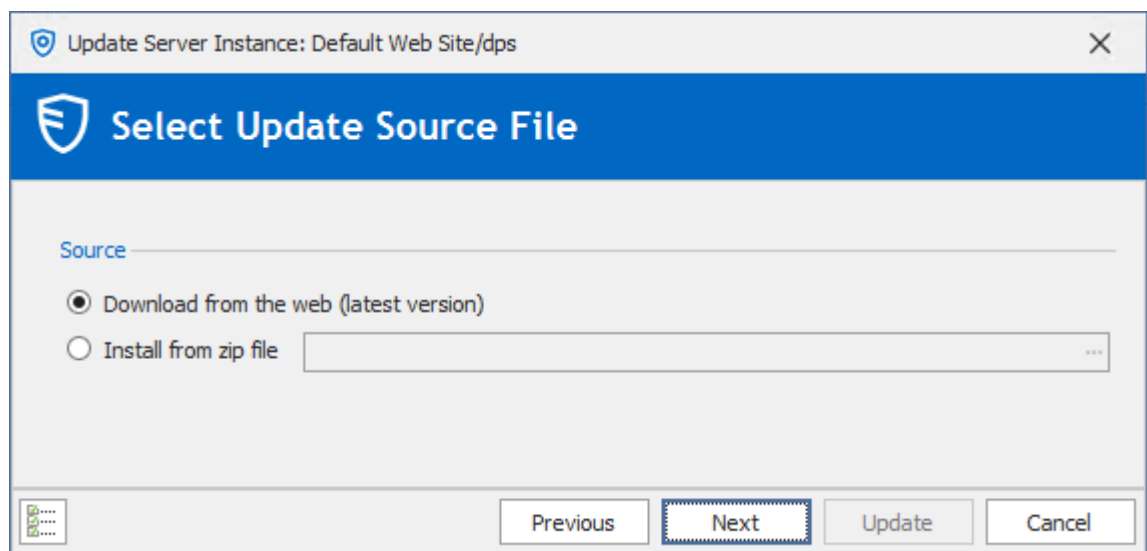 Update Server Instance: Default Web Site/dps
Select Update Source File
Source
Download from the web (latest version)
Install from zip file ...
Previous Next Update Cancel